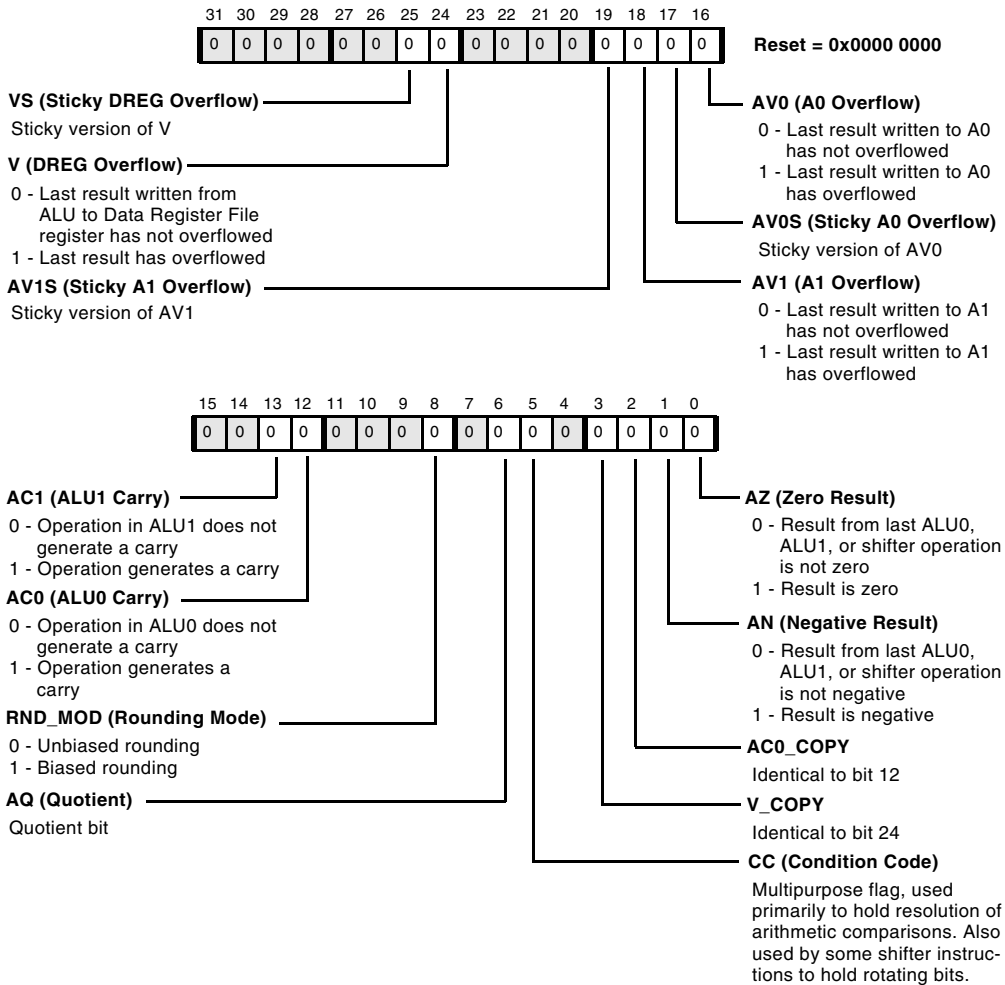 31 30 29 28 27 26 25 24 23 22 21 20 19 18 17 16
0 0 0 0 0 0 0 0 0 0 0 0 0 0 0 0
Reset = 0x0000 0000
VS (Sticky DREG Overflow)
Sticky version of V
V (DREG Overflow)
0 - Last result written from
ALU to Data Register File
register has not overflowed
1 - Last result has overflowed
AV1S (Sticky A1 Overflow)
Sticky version of AV1
AV0 (A0 Overflow)
0 - Last result written to A0
has not overflowed
1 - Last result written to A0
has overflowed
AV0S (Sticky A0 Overflow)
Sticky version of AV0
AV1 (A1 Overflow)
0 - Last result written to A1
has not overflowed
1 - Last result written to A1
has overflowed
15 14 13 12 11 10 9 8 7 6 5 4 3 2 1 0
0 0 0 0 0 0 0 0 0 0 0 0 0 0 0 0
AC1 (ALU1 Carry)
0 - Operation in ALU1 does not
generate a carry
1 - Operation generates a carry
AC0 (ALU0 Carry)
0 - Operation in ALU0 does not
generate a carry
1 - Operation generates a
carry
RND_MOD (Rounding Mode)
0 - Unbiased rounding
1 - Biased rounding
AQ (Quotient)
Quotient bit
AZ (Zero Result)
0 - Result from last ALU0,
ALU1, or shifter operation
is not zero
1 - Result is zero
AN (Negative Result)
0 - Result from last ALU0,
ALU1, or shifter operation
is not negative
1 - Result is negative
AC0_COPY
Identical to bit 12
V_COPY
Identical to bit 24
CC (Condition Code)
Multipurpose flag, used
primarily to hold resolution of
arithmetic comparisons. Also
used by some shifter instruc-
tions to hold rotating bits.